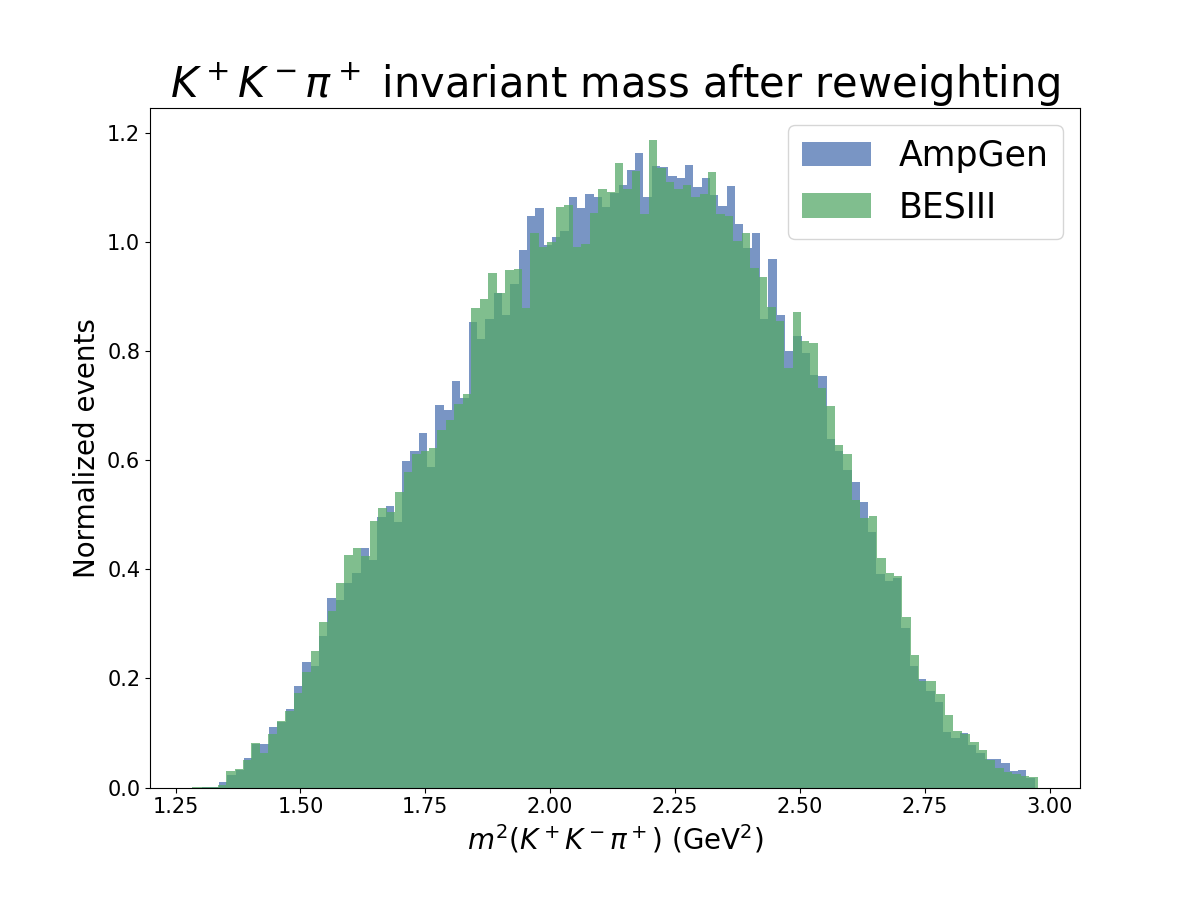 K⁺K⁻π⁺ invariant mass after reweighting
AmpGen
BESIII
Normalized events
1.2
1.0
0.8
0.6
0.4
0.2
0.0
1.25 1.50 1.75 2.00 2.25 2.50 2.75 3.00
m²(K⁺K⁻π⁺) (GeV²)